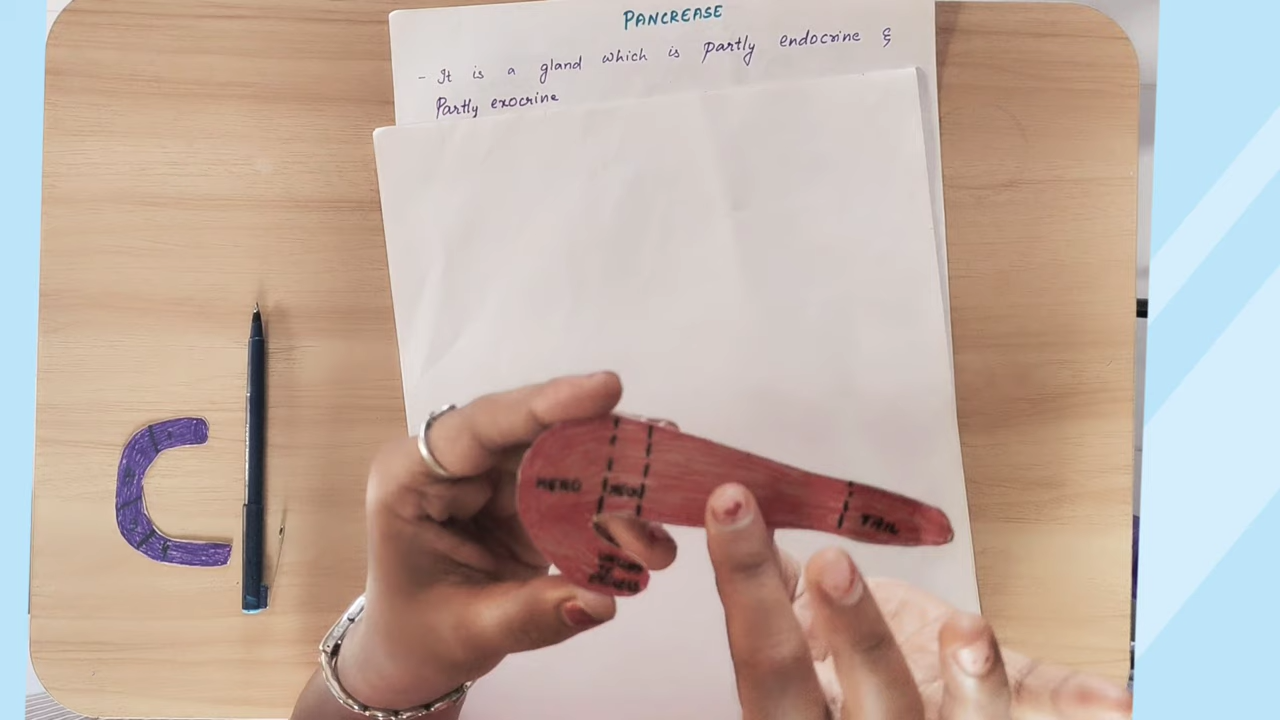 PANCREASE
- It is a gland which is partly endocrine &
Partly exocrine
HEAD
NECK
TAIL